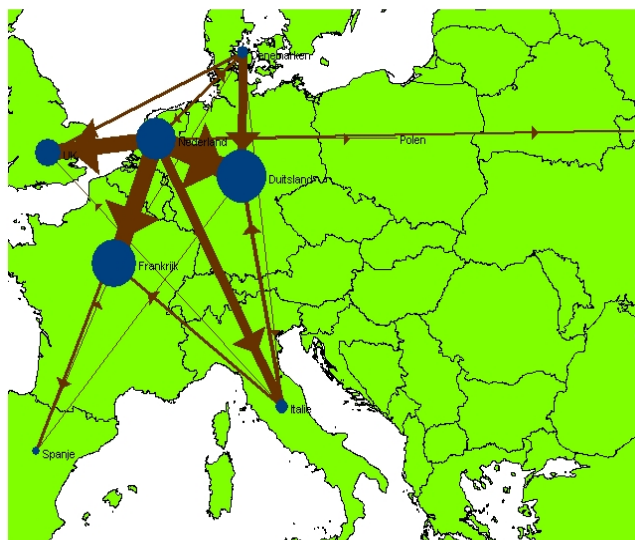 Denemarken
Nederland
Polen
UK
Duitsland
Frankrijk
Italie
Spanje